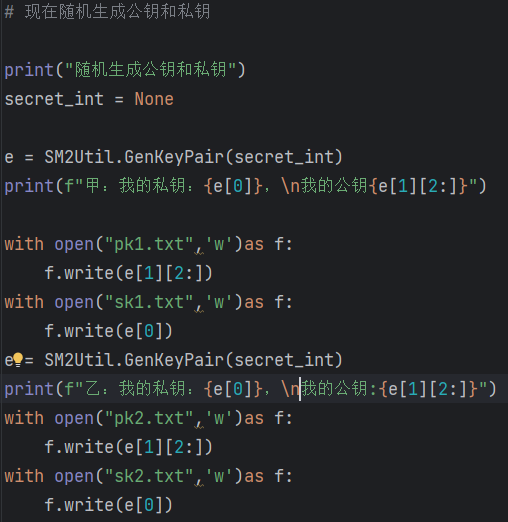 # 现在随机生成公钥和私钥
print("随机生成公钥和私钥")
secret_int = None
e = SM2Util.GenKeyPair(secret_int)
print(f"甲：我的私钥：{e[0]}，\n我的公钥{e[1][2:]}")
with open("pk1.txt",'w')as f:
    f.write(e[1][2:])
with open("sk1.txt",'w')as f:
    f.write(e[0])
e = SM2Util.GenKeyPair(secret_int)
print(f"乙：我的私钥：{e[0]}，\n我的公钥:{e[1][2:]}")
with open("pk2.txt",'w')as f:
    f.write(e[1][2:])
with open("sk2.txt",'w')as f:
    f.write(e[0])